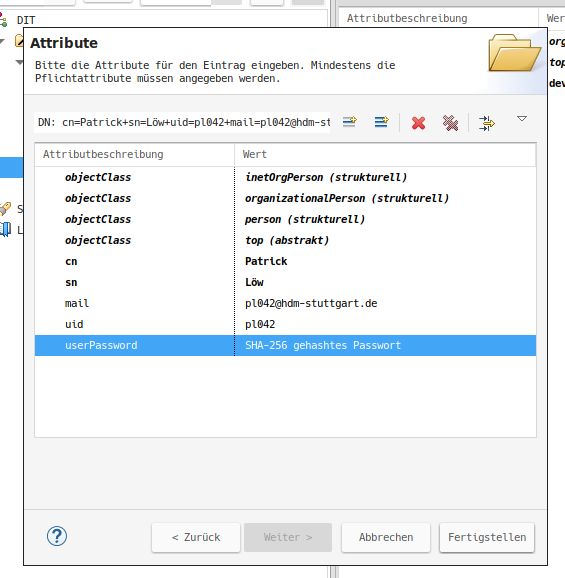 DIT
Attributbeschreibung
Wer
Attribute
Bitte die Attribute für den Eintrag eingeben. Mindestens die
Pflichtattribute müssen angegeben werden.
org
top
dev
DN: cn=Patrick+sn=Löw+uid=pl042+mail=pl042@hdm-st
Attributbeschreibung Wert
objectClass inetOrgPerson (strukturell)
objectClass organizationalPerson (strukturell)
objectClass person (strukturell)
objectClass top (abstrakt)
cn Patrick
sn Löw
mail pl042@hdm-stuttgart.de
uid pl042
userPassword SHA-256 gehashtes Passwort
S
L
?
< Zurück Weiter > Abbrechen Fertigstellen